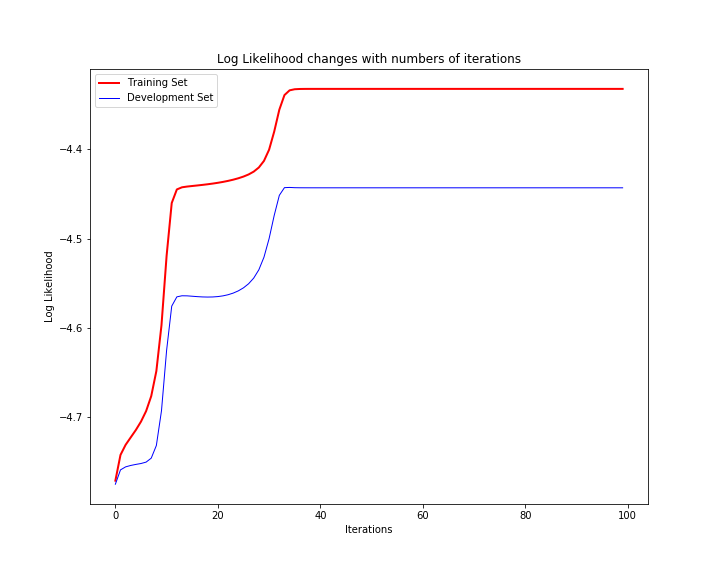 Log Likelihood changes with numbers of iterations
Training Set
Development Set
Log Likelihood
−4.4
−4.5
−4.6
−4.7
0 20 40 60 80 100
Iterations